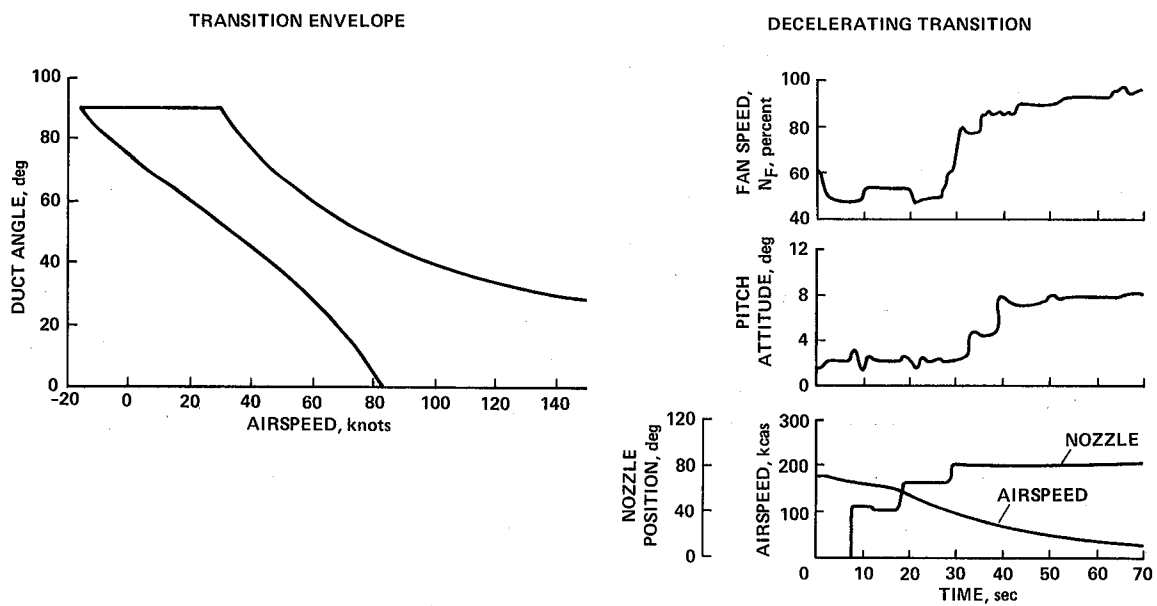 TRANSITION ENVELOPE
100
80
60
40
20
0
DUCT ANGLE, deg
-20 0 20 40 60 80 100 120 140
AIRSPEED, knots
DECELERATING TRANSITION
100
80
60
40
FAN SPEED,
NF, percent
12
8
4
0
PITCH
ATTITUDE, deg
120
80
40
0
NOZZLE
POSITION, deg
300
200
100
AIRSPEED, kcas
NOZZLE
AIRSPEED
0 10 20 30 40 50 60 70
TIME, sec